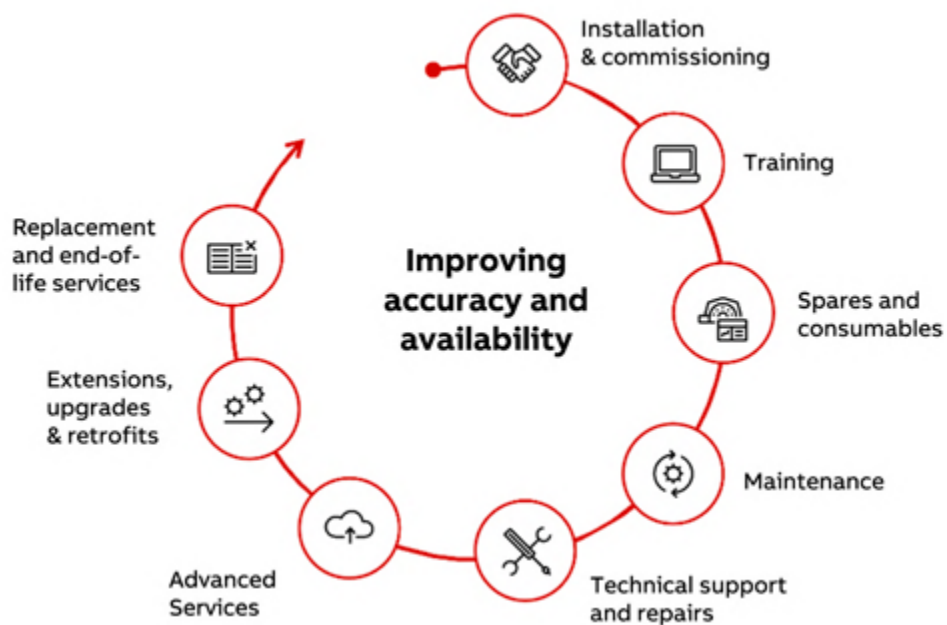 Installation
& commissioning
Training
Spares and
consumables
Maintenance
Technical support
and repairs
Advanced
Services
Extensions,
upgrades
& retrofits
Replacement
and end-of-
life services
Improving
accuracy and
availability